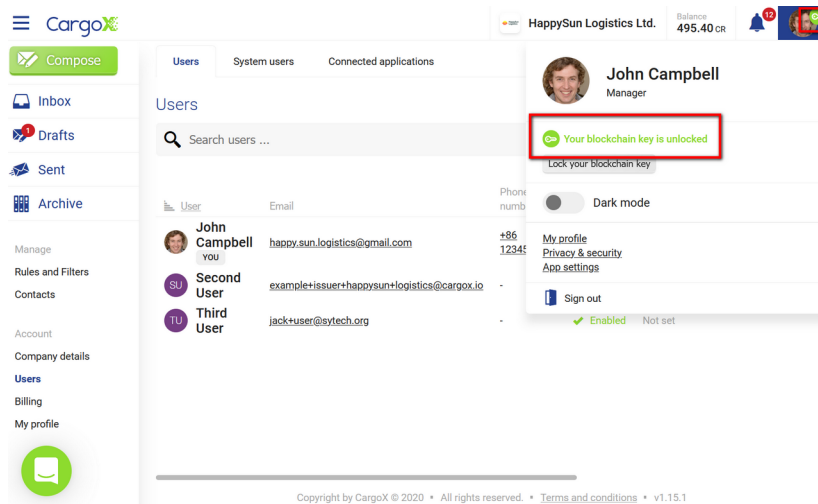 CargoX
HappySun Logistics Ltd.
Balance
495.40 CR
12
Compose
Inbox
1
Drafts
Sent
Archive
Manage
Rules and Filters
Contacts
Account
Company details
Users
Billing
My profile
Users
System users
Connected applications
Users
Search users ...
User
Email
Phone
numb
John
Campbell
YOU
happy.sun.logistics@gmail.com
+86
12345
SU
Second
User
example+issuer+happysun+logistics@cargox.io
-
TU
Third
User
jack+user@sytech.org
-
Enabled
Not set
John Campbell
Manager
Your blockchain key is unlocked
Lock your blockchain key
Dark mode
My profile
Privacy & security
App settings
Sign out
Copyright by CargoX © 2020 • All rights reserved. • Terms and conditions • v1.15.1